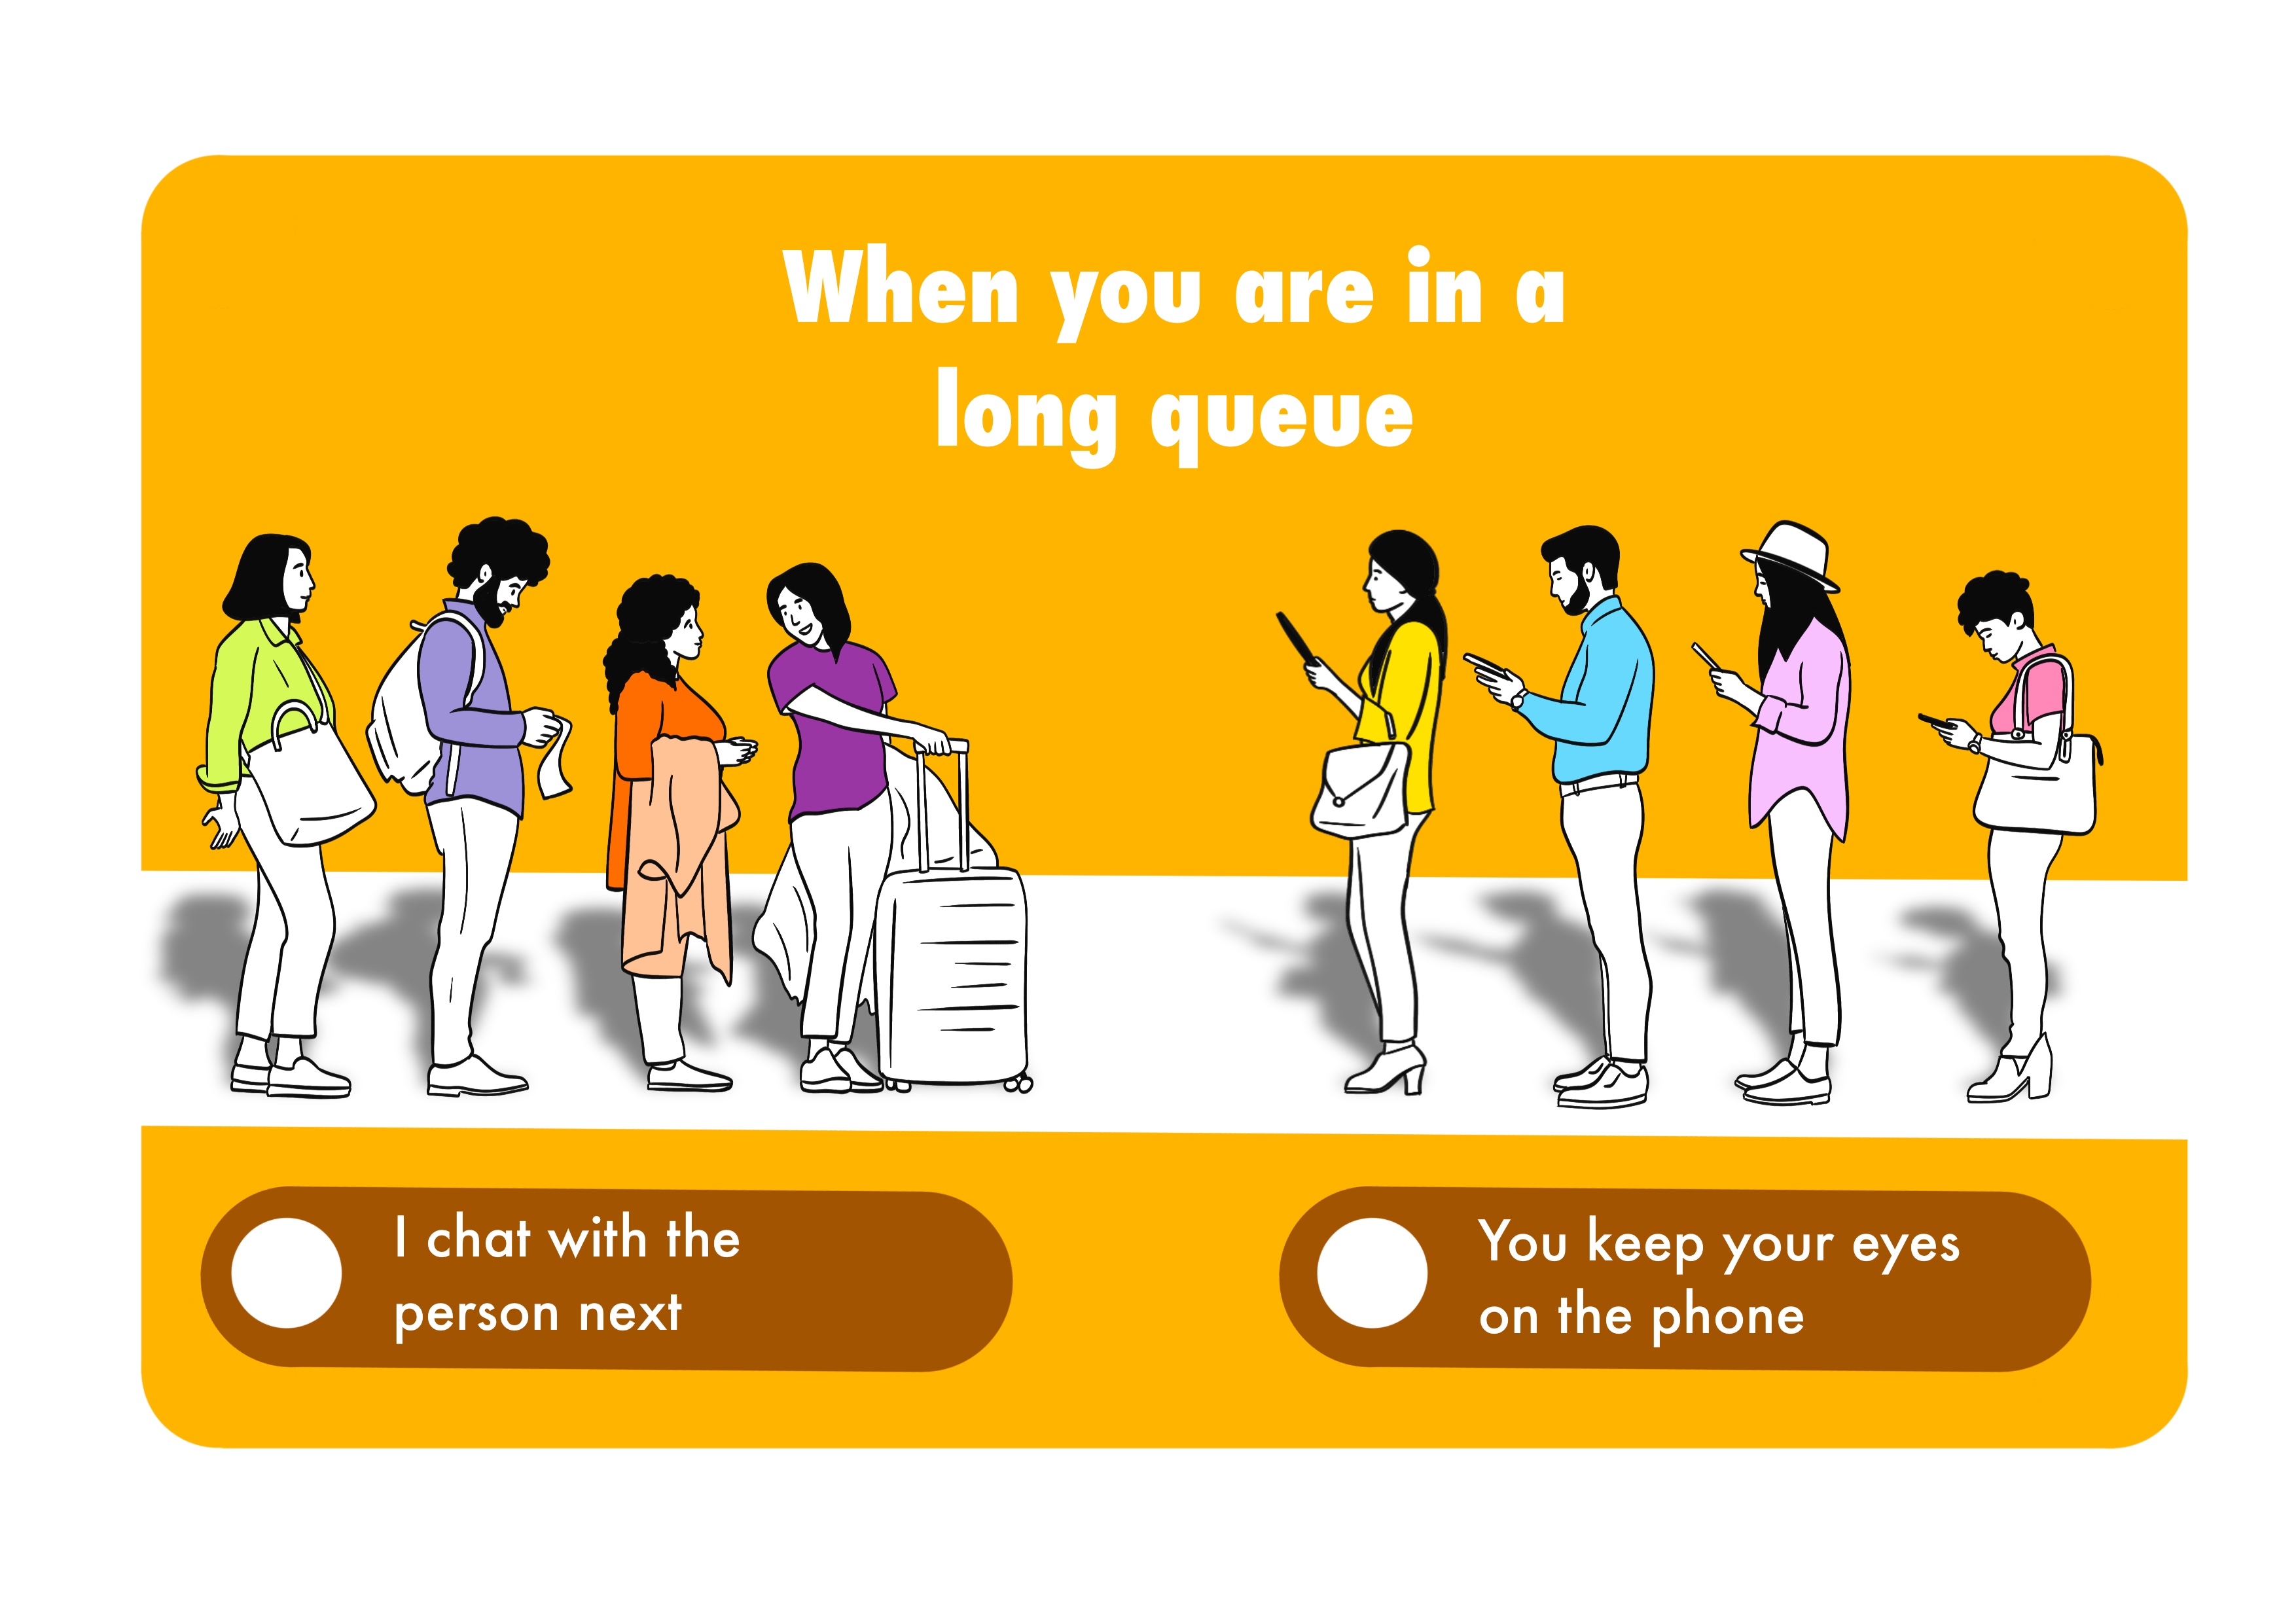 When you are in a
long queue
I chat with the
person next
You keep your eyes
on the phone